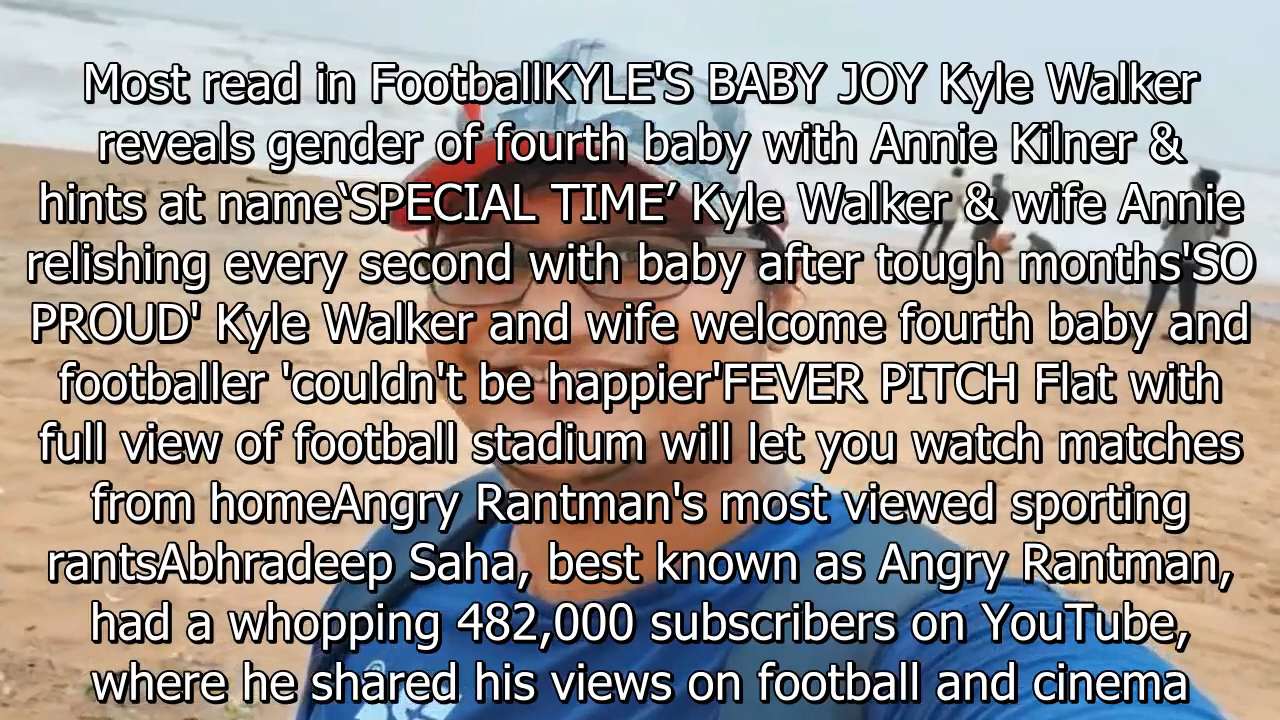 Most read in FootballKYLE'S BABY JOY Kyle Walker
reveals gender of fourth baby with Annie Kilner &
hints at name‘SPECIAL TIME’ Kyle Walker & wife Annie
relishing every second with baby after tough months'SO
PROUD' Kyle Walker and wife welcome fourth baby and
footballer 'couldn't be happier'FEVER PITCH Flat with
full view of football stadium will let you watch matches
from homeAngry Rantman's most viewed sporting
rantsAbhradeep Saha, best known as Angry Rantman,
had a whopping 482,000 subscribers on YouTube,
where he shared his views on football and cinema